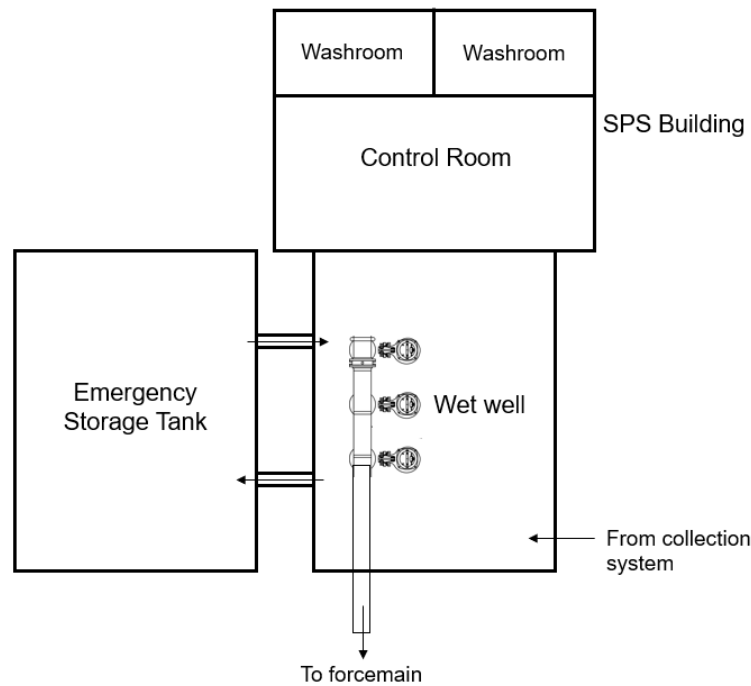 Washroom
Washroom
SPS Building
Control Room
Emergency
Storage Tank
Wet well
From collection
system
To forcemain